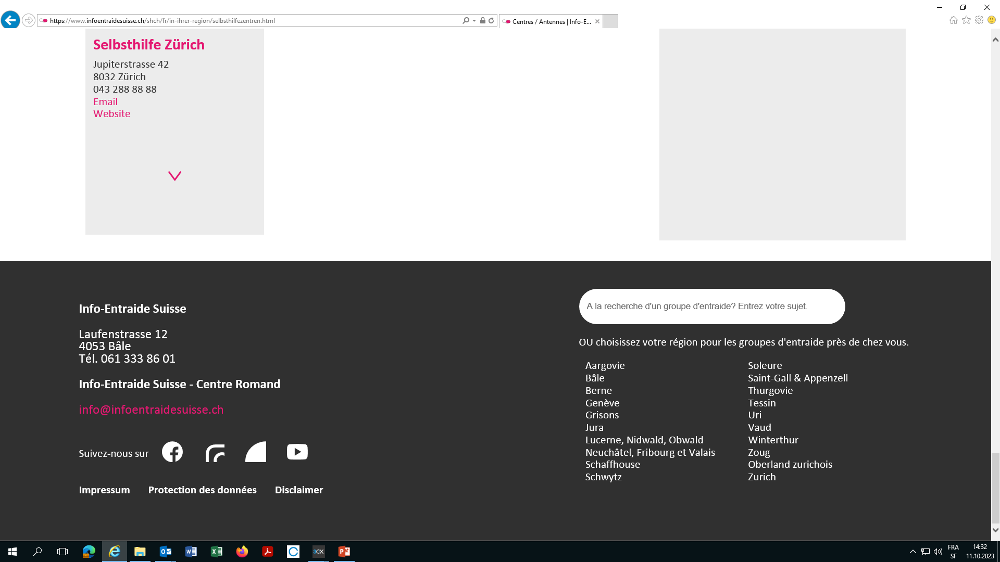 https://www.infoentraidesuisse.ch/shch/fr/in-ihrer-region/selbsthilfezentren.html
Centres / Antennes | Info-E...
Selbsthilfe Zürich
Jupiterstrasse 42
8032 Zürich
043 288 88 88
Email
Website
Info-Entraide Suisse
Laufenstrasse 12
4053 Bâle
Tél. 061 333 86 01
Info-Entraide Suisse - Centre Romand
info@infoentraidesuisse.ch
Suivez-nous sur
Impressum Protection des données Disclaimer
A la recherche d'un groupe d'entraide? Entrez votre sujet.
OU choisissez votre région pour les groupes d'entraide près de chez vous.
Aargovie
Bâle
Berne
Genève
Grisons
Jura
Lucerne, Nidwald, Obwald
Neuchâtel, Fribourg et Valais
Schaffhouse
Schwytz
Soleure
Saint-Gall & Appenzell
Thurgovie
Tessin
Uri
Vaud
Winterthur
Zoug
Oberland zurichois
Zurich
3CX
FRA
SF
14:32
11.10.2023